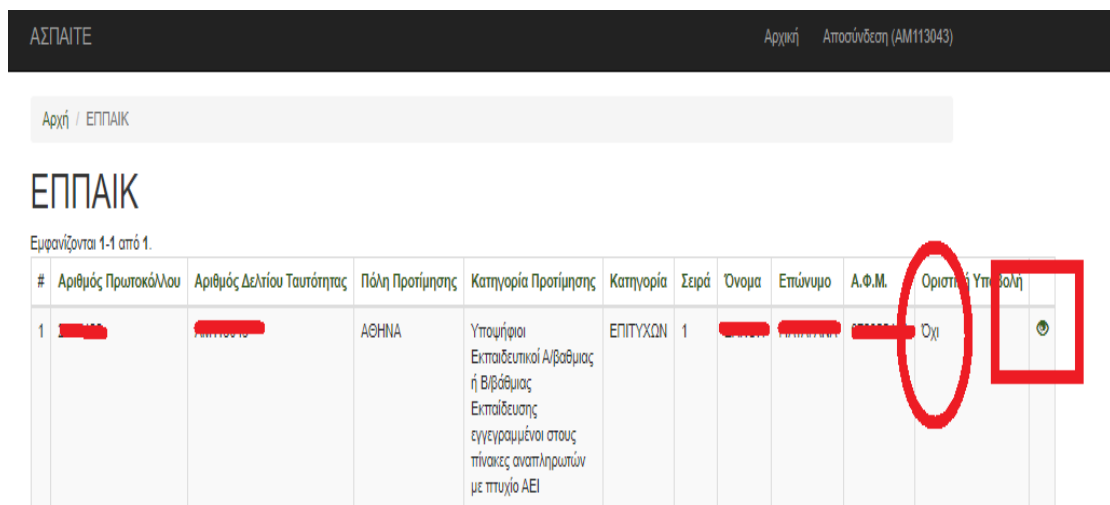 ΑΣΠΑΙΤΕ Αρχική Αποσύνδεση (AM113043)
Αρχή / ΕΠΠΑΙΚ
ΕΠΠΑΙΚ
Εμφανίζονται 1-1 από 1.
# Αριθμός Πρωτοκόλλου Αριθμός Δελτίου Ταυτότητας Πόλη Προτίμησης Κατηγορία Προτίμησης Κατηγορία Σειρά Όνομα Επώνυμο Α.Φ.Μ. Οριστική Υποβολή
1 ΑΘΗΝΑ Υποψήφιοι ΕΠΙΤΥΧΩΝ 1 Όχι
Εκπαιδευτικοί Α/βαθμιας
ή Β/βάθμιας
Εκπαίδευσης
εγγεγραμμένοι στους
πίνακες αναπληρωτών
με πτυχίο ΑΕΙ